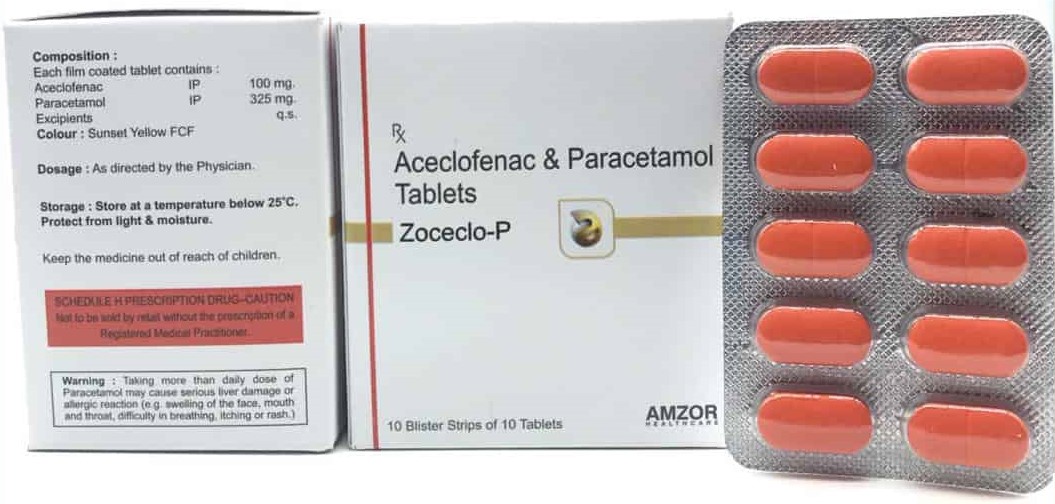 Composition :
Each film coated tablet contains :
Aceclofenac IP 100 mg.
Paracetamol IP 325 mg.
Excipients q.s.
Colour : Sunset Yellow FCF
Dosage : As directed by the Physician.
Storage : Store at a temperature below 25°C.
Protect from light & moisture.
Keep the medicine out of reach of children.
SCHEDULE H PRESCRIPTION DRUG-CAUTION
Not to be sold by retail without the prescription of a
Registered Medical Practitioner.
Warning : Taking more than daily dose of
Paracetamol may cause serious liver damage or
allergic reaction (e.g. swelling of the face, mouth
and throat, difficulty in breathing, itching or rash.)
Rx
Aceclofenac & Paracetamol
Tablets
Zoceclo-P
10 Blister Strips of 10 Tablets
AMZOR
HEALTHCARE